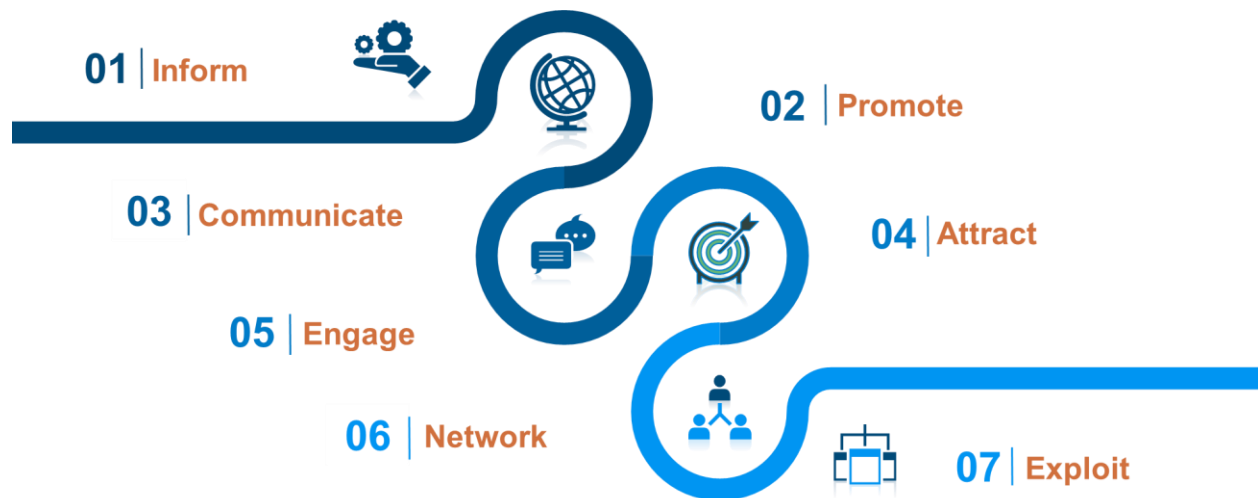 01 Inform
02 Promote
03 Communicate
04 Attract
05 Engage
06 Network
07 Exploit